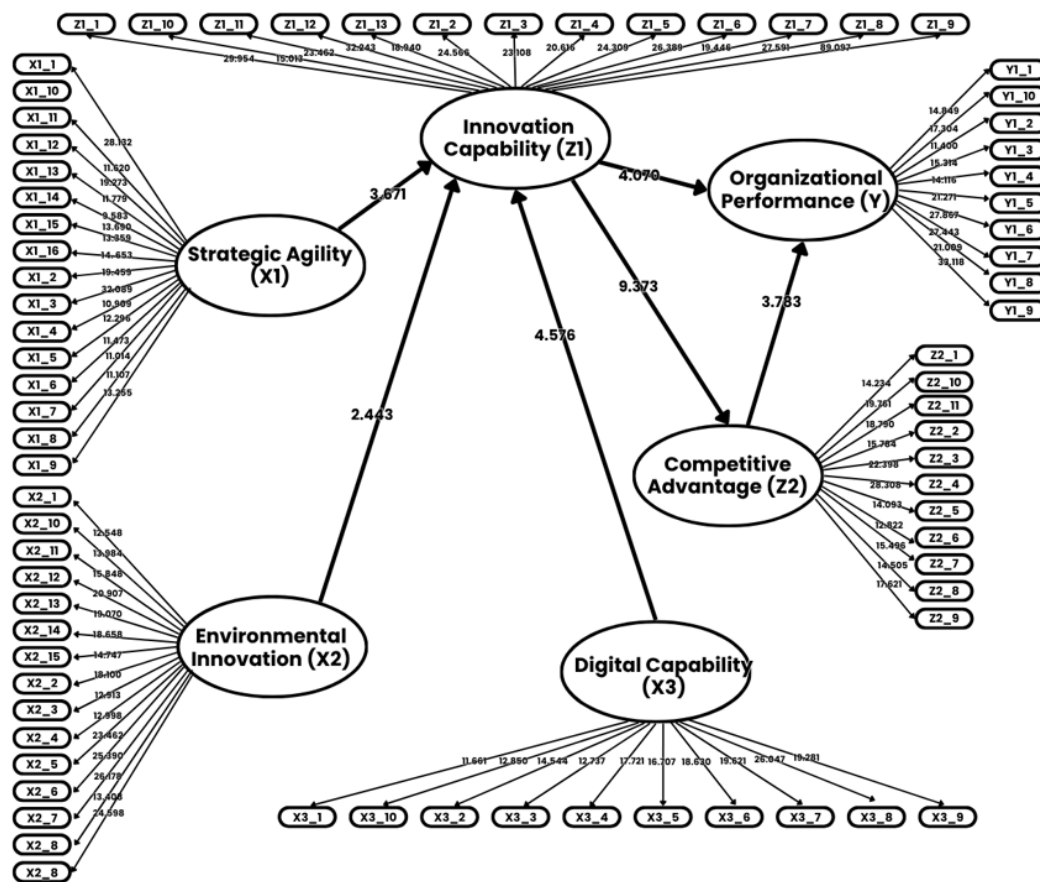 Z1_1 Z1_10 Z1_11 Z1_12 Z1_13 Z1_2 Z1_3 Z1_4 Z1_5 Z1_6 Z1_7 Z1_8 Z1_9
29.954 15.013 23.462 32.243 18.940 24.566 23.108 20.616 24.309 26.389 19.446 27.591 89.097
X1_1
X1_10
X1_11
X1_12
X1_13
X1_14
X1_15
X1_16
X1_2
X1_3
X1_4
X1_5
X1_6
X1_7
X1_8
X1_9
28.132
11.620
19.273
11.779
9.583
13.690
13.359
14.653
19.459
32.089
10.909
12.296
11.473
11.014
11.107
13.255
Strategic Agility
(X1)
3.671
Innovation
Capability (Z1)
4.070
Organizational
Performance (Y)
14.849
17.304
11.400
15.314
14.116
21.271
27.867
27.443
21.009
33.118
Y1_1
Y1_10
Y1_2
Y1_3
Y1_4
Y1_5
Y1_6
Y1_7
Y1_8
Y1_9
9.373
3.783
4.576
2.443
Competitive
Advantage (Z2)
14.234
19.761
18.790
15.784
22.398
28.308
14.093
12.822
15.496
14.505
17.621
Z2_1
Z2_10
Z2_11
Z2_2
Z2_3
Z2_4
Z2_5
Z2_6
Z2_7
Z2_8
Z2_9
X2_1
X2_10
X2_11
X2_12
X2_13
X2_14
X2_15
X2_2
X2_3
X2_4
X2_5
X2_6
X2_7
X2_8
X2_8
12.548
13.984
15.848
20.907
19.070
18.658
14.747
18.100
12.913
12.998
23.462
25.390
26.178
13.408
24.598
Environmental
Innovation (X2)
Digital Capability
(X3)
11.661 12.850 14.544 12.737 17.721 16.707 18.630 19.621 26.047 19.281
X3_1 X3_10 X3_2 X3_3 X3_4 X3_5 X3_6 X3_7 X3_8 X3_9